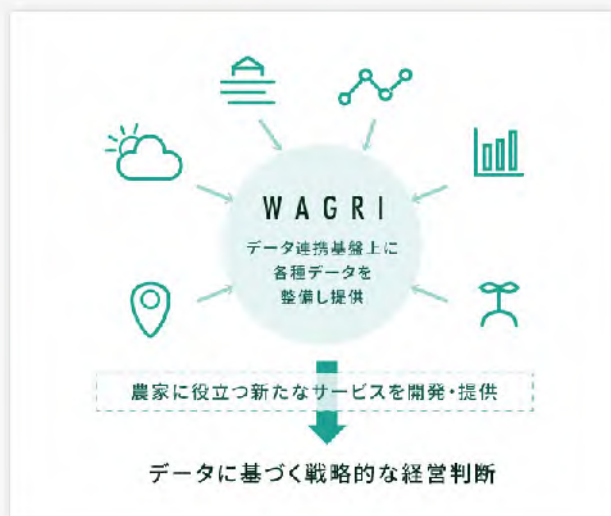 WAGRI
データ連携基盤上に
各種データを
整備し提供
農家に役立つ新たなサービスを開発・提供
データに基づく戦略的な経営判断